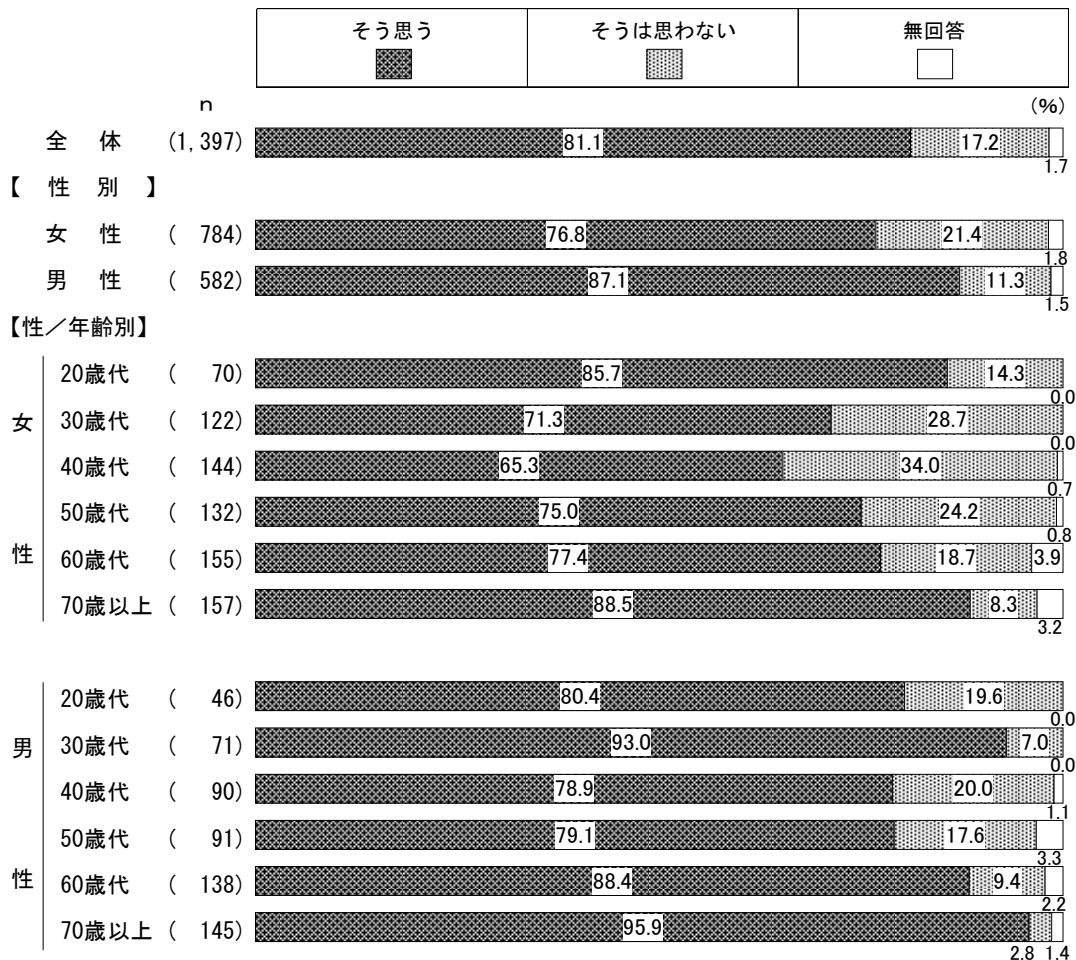 そう思う そうは思わない 無回答
n (%)
全体 (1,397) 81.1 17.2 1.7
【性別】
女性 (784) 76.8 21.4 1.8
男性 (582) 87.1 11.3 1.5
【性／年齢別】
女性
20歳代 (70) 85.7 14.3 0.0
30歳代 (122) 71.3 28.7 0.0
40歳代 (144) 65.3 34.0 0.7
50歳代 (132) 75.0 24.2 0.8
60歳代 (155) 77.4 18.7 3.9
70歳以上 (157) 88.5 8.3 3.2
男性
20歳代 (46) 80.4 19.6 0.0
30歳代 (71) 93.0 7.0 0.0
40歳代 (90) 78.9 20.0 1.1
50歳代 (91) 79.1 17.6 3.3
60歳代 (138) 88.4 9.4 2.2
70歳以上 (145) 95.9 2.8 1.4